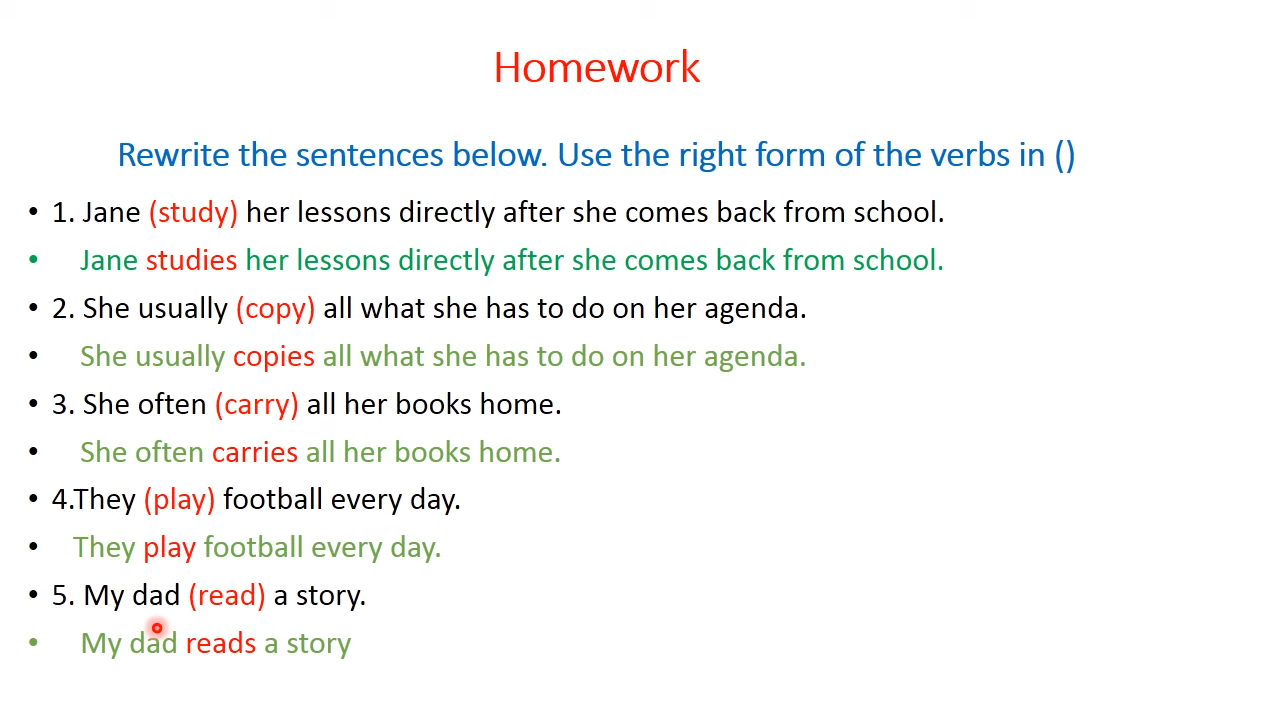 Homework
Rewrite the sentences below. Use the right form of the verbs in ()
• 1. Jane (study) her lessons directly after she comes back from school.
• Jane studies her lessons directly after she comes back from school.
• 2. She usually (copy) all what she has to do on her agenda.
• She usually copies all what she has to do on her agenda.
• 3. She often (carry) all her books home.
• She often carries all her books home.
• 4.They (play) football every day.
• They play football every day.
• 5. My dad (read) a story.
• My dad reads a story